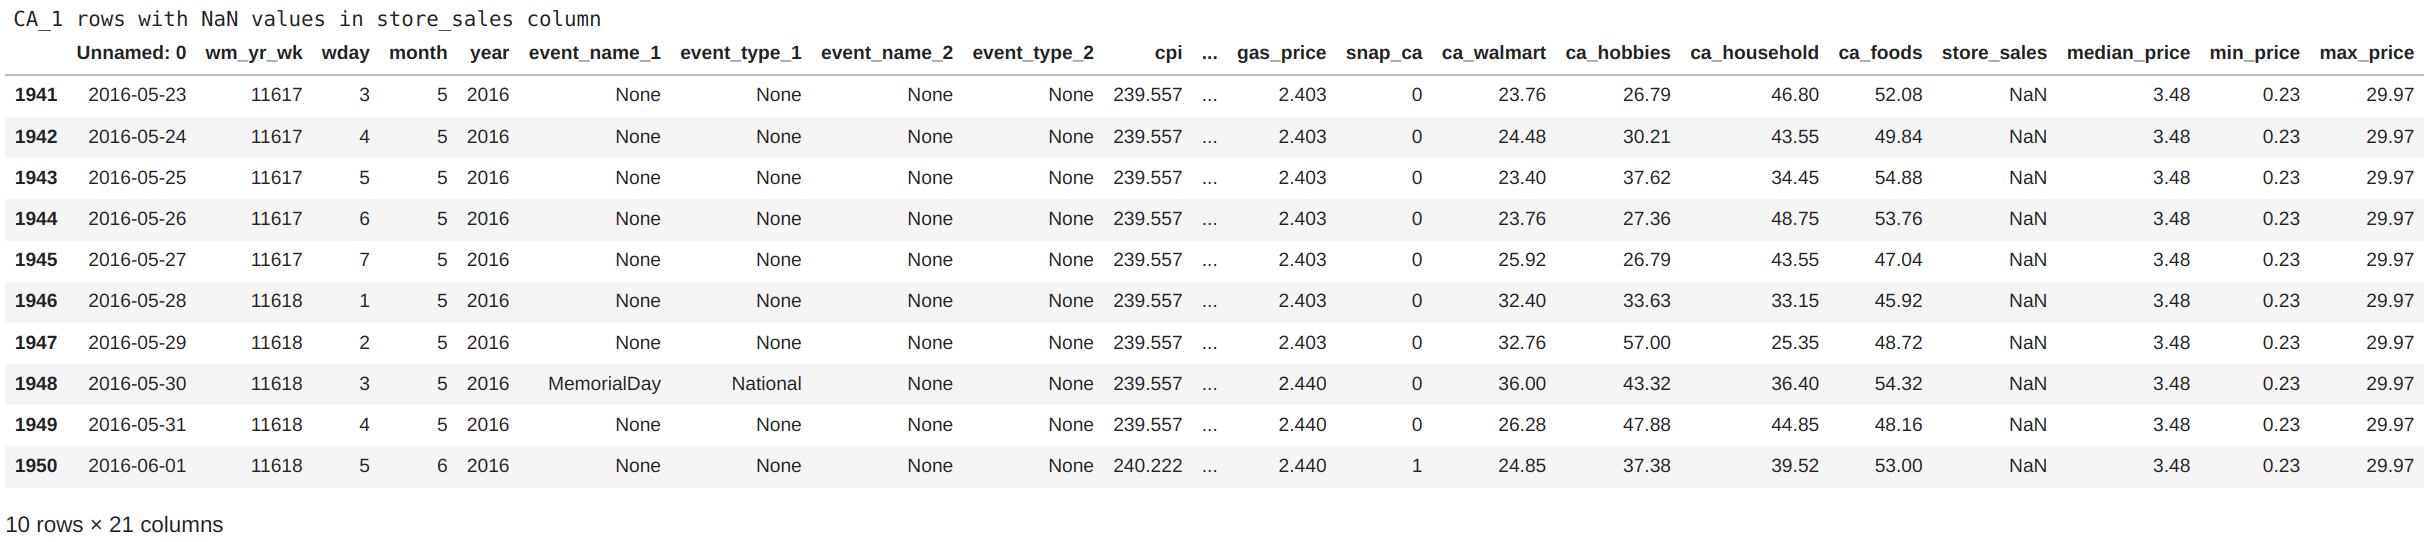 CA_1 rows with NaN values in store_sales column
Unnamed: 0 wm_yr_wk wday month year event_name_1 event_type_1 event_name_2 event_type_2 cpi ... gas_price snap_ca ca_walmart ca_hobbies ca_household ca_foods store_sales median_price min_price max_price
1941 2016-05-23 11617 3 5 2016 None None None None 239.557 ... 2.403 0 23.76 26.79 46.80 52.08 NaN 3.48 0.23 29.97
1942 2016-05-24 11617 4 5 2016 None None None None 239.557 ... 2.403 0 24.48 30.21 43.55 49.84 NaN 3.48 0.23 29.97
1943 2016-05-25 11617 5 5 2016 None None None None 239.557 ... 2.403 0 23.40 37.62 34.45 54.88 NaN 3.48 0.23 29.97
1944 2016-05-26 11617 6 5 2016 None None None None 239.557 ... 2.403 0 23.76 27.36 48.75 53.76 NaN 3.48 0.23 29.97
1945 2016-05-27 11617 7 5 2016 None None None None 239.557 ... 2.403 0 25.92 26.79 43.55 47.04 NaN 3.48 0.23 29.97
1946 2016-05-28 11618 1 5 2016 None None None None 239.557 ... 2.403 0 32.40 33.63 33.15 45.92 NaN 3.48 0.23 29.97
1947 2016-05-29 11618 2 5 2016 None None None None 239.557 ... 2.403 0 32.76 57.00 25.35 48.72 NaN 3.48 0.23 29.97
1948 2016-05-30 11618 3 5 2016 MemorialDay National None None 239.557 ... 2.440 0 36.00 43.32 36.40 54.32 NaN 3.48 0.23 29.97
1949 2016-05-31 11618 4 5 2016 None None None None 239.557 ... 2.440 0 26.28 47.88 44.85 48.16 NaN 3.48 0.23 29.97
1950 2016-06-01 11618 5 6 2016 None None None None 240.222 ... 2.440 1 24.85 37.38 39.52 53.00 NaN 3.48 0.23 29.97
10 rows × 21 columns